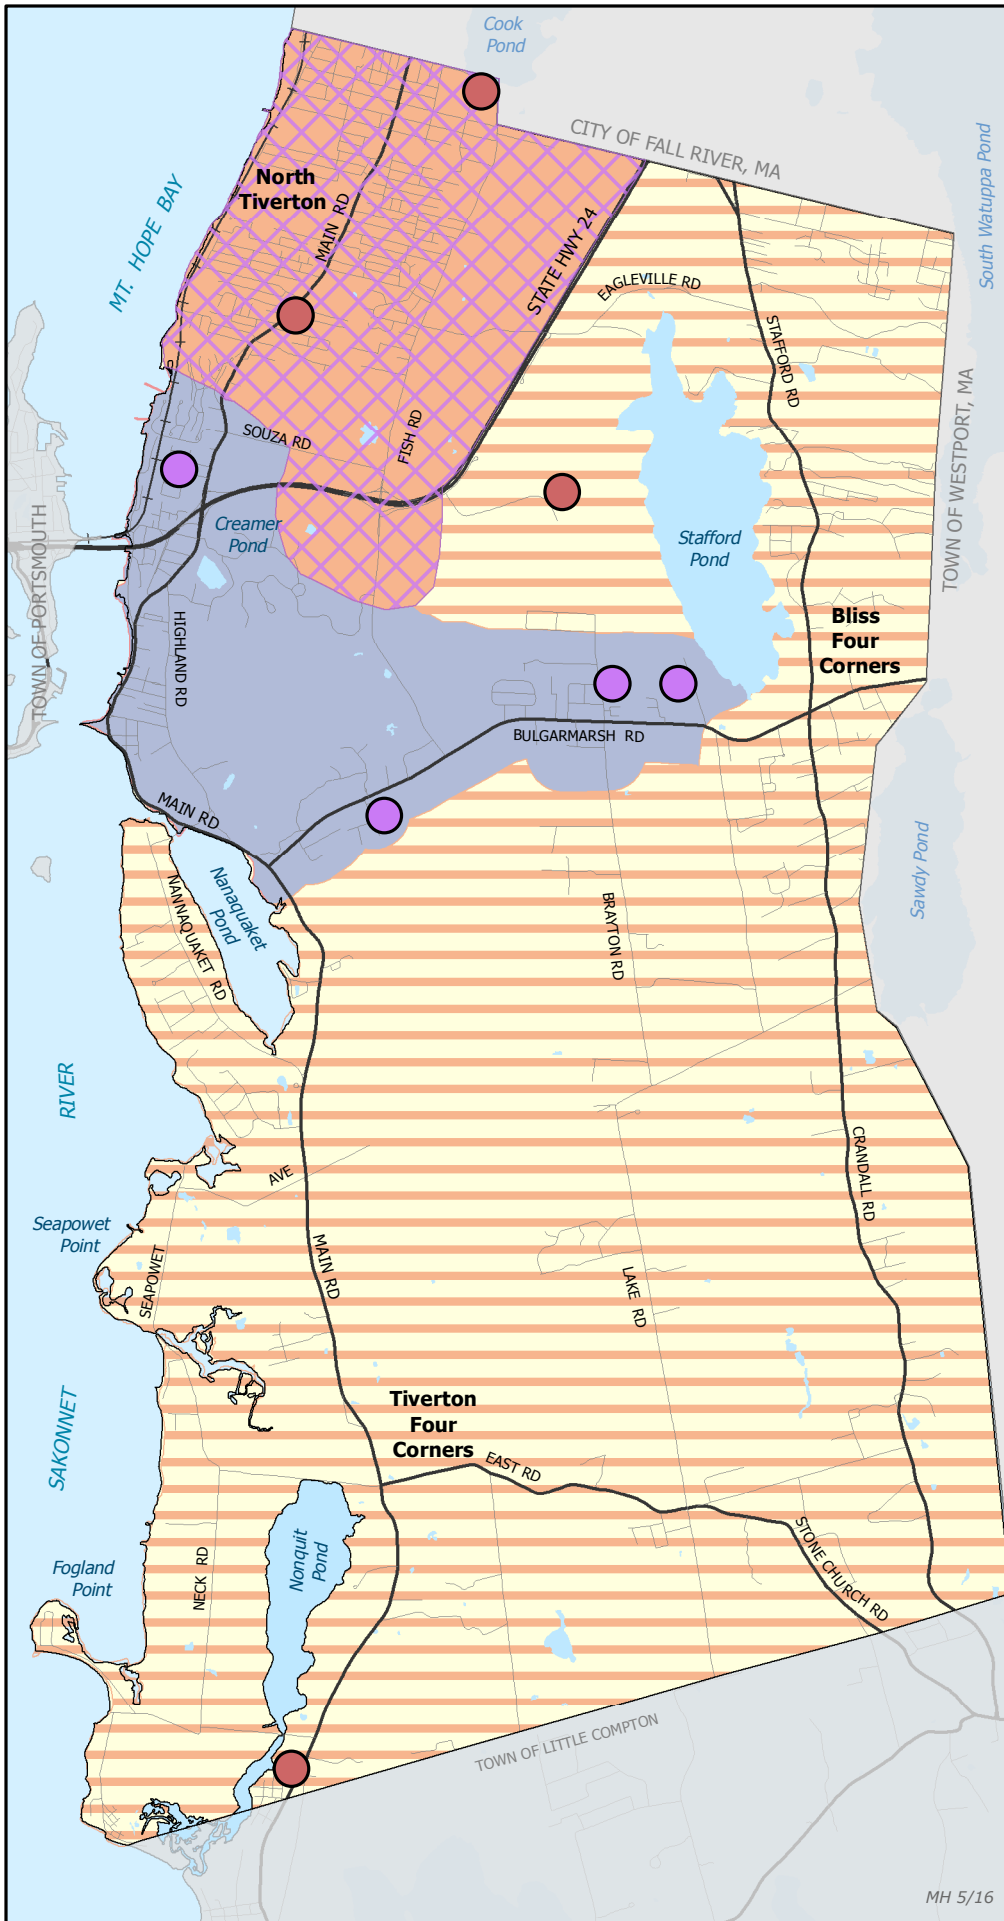 Cook
Pond
CITY OF FALL RIVER, MA
South Watuppa Pond
North
Tiverton
MAIN RD
MT. HOPE BAY
STATE HWY 24
EAGLEVILLE RD
STAFFORD RD
TOWN OF WESTPORT, MA
SOUZA RD
FISH RD
Creamer
Pond
Stafford
Pond
TOWN OF PORTSMOUTH
HIGHLAND RD
Bliss
Four
Corners
BULGARMARSH RD
MAIN RD
Nanaquaket
Pond
NANNAQUAKET RD
BRAYTON RD
Sawdy Pond
RIVER
AVE
CRANDALL RD
Seapowet
Point
SEAPOWET
MAIN RD
LAKE RD
Tiverton
Four
Corners
SAKONNET
EAST RD
STONE CHURCH RD
Fogland
Point
NECK RD
Nonquit
Pond
TOWN OF LITTLE COMPTON
MH 5/16